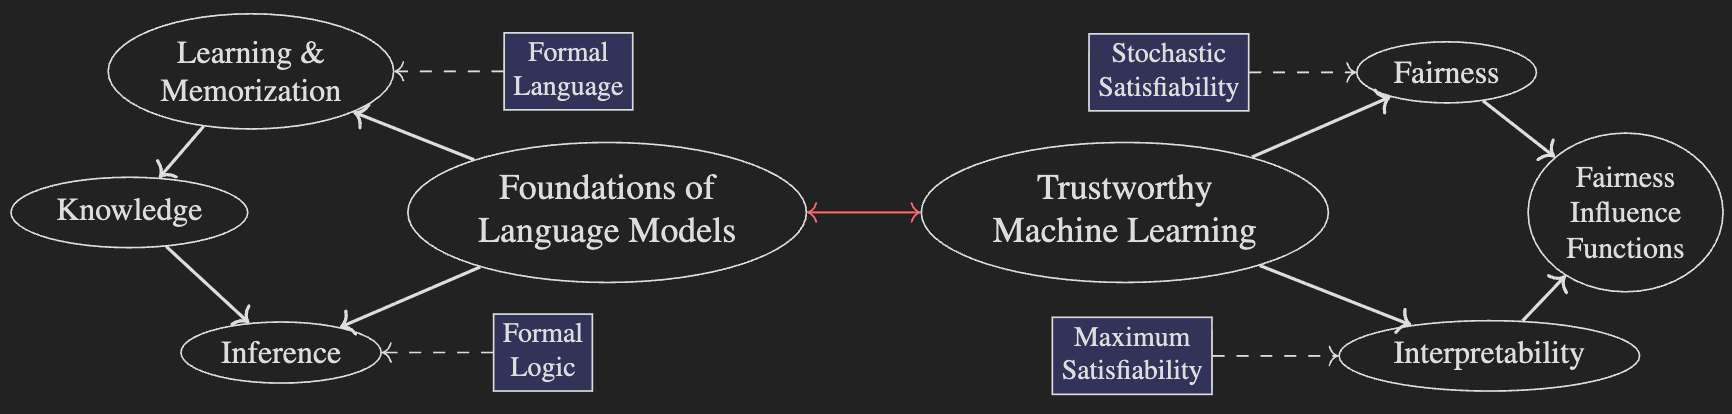 Learning &
Memorization
Formal
Language
Knowledge
Foundations of
Language Models
Inference
Formal
Logic
Stochastic
Satisfiability
Fairness
Trustworthy
Machine Learning
Fairness
Influence
Functions
Maximum
Satisfiability
Interpretability